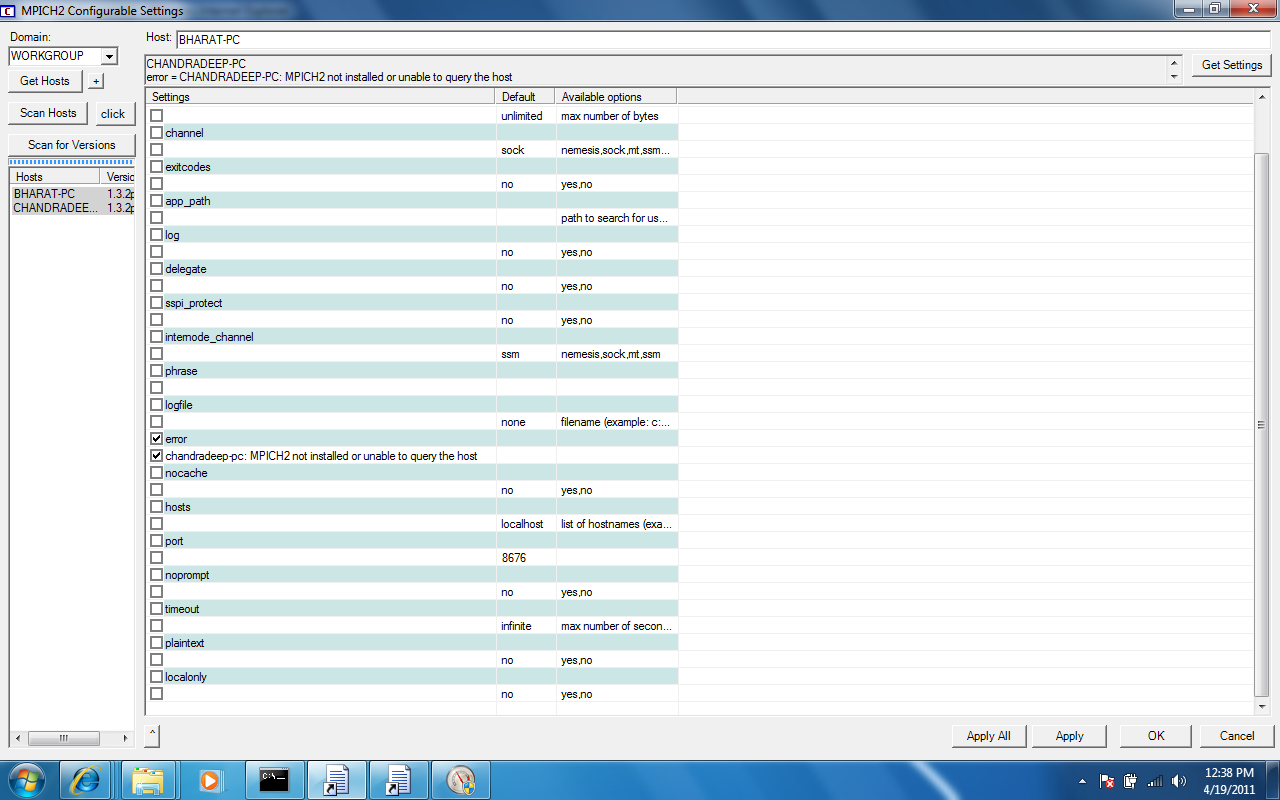 MPICH2 Configurable Settings
Domain:
Host: BHARAT-PC
WORKGROUP
CHANDRADEEP-PC
error = CHANDRADEEP-PC: MPICH2 not installed or unable to query the host
Get Settings
Get Hosts +
Scan Hosts click
Scan for Versions
Hosts Versic
BHARAT-PC 1.3.2p
CHANDRADEE... 1.3.2p
Settings Default Available options
unlimited max number of bytes
channel
sock nemesis,sock,mt,ssm...
exitcodes
no yes,no
app_path
path to search for us...
log
no yes,no
delegate
no yes,no
sspi_protect
no yes,no
internode_channel
ssm nemesis,sock,mt,ssm
phrase
logfile
none filename (example: c:...
error
chandradeep-pc: MPICH2 not installed or unable to query the host
nocache
no yes,no
hosts
localhost list of hostnames (exa...
port
8676
noprompt
no yes,no
timeout
infinite max number of secon...
plaintext
no yes,no
localonly
no yes,no
^
Apply All Apply OK Cancel
C:\_
12:38 PM
4/19/2011